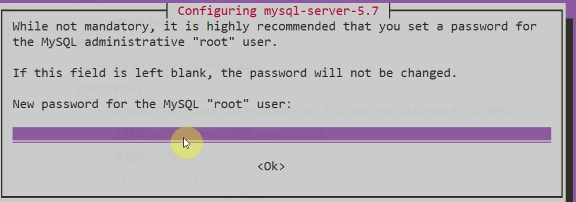 Configuring mysql-server-5.7
While not mandatory, it is highly recommended that you set a password for
the MySQL administrative "root" user.
If this field is left blank, the password will not be changed.
New password for the MySQL "root" user:
<Ok>